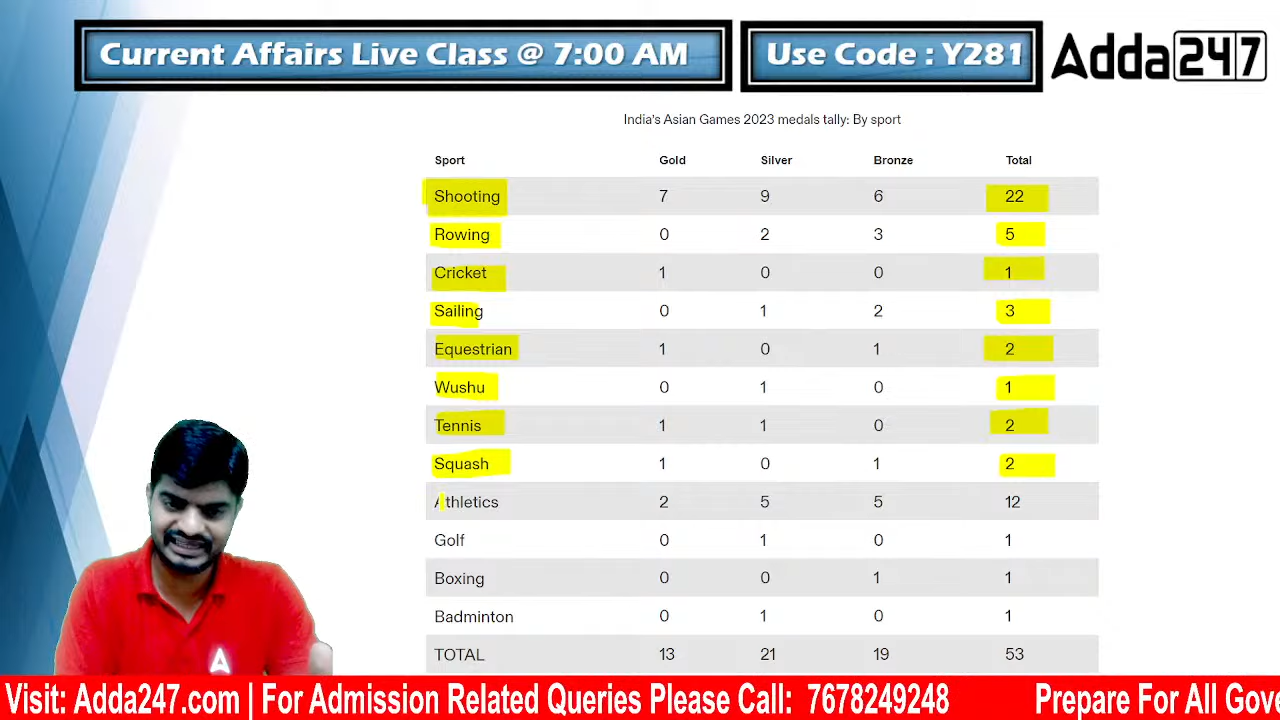 Current Affairs Live Class @ 7:00 AM
Use Code : Y281
Adda247
India's Asian Games 2023 medals tally: By sport
Sport Gold Silver Bronze Total
Shooting 7 9 6 22
Rowing 0 2 3 5
Cricket 1 0 0 1
Sailing 0 1 2 3
Equestrian 1 0 1 2
Wushu 0 1 0 1
Tennis 1 1 0 2
Squash 1 0 1 2
Athletics 2 5 5 12
Golf 0 1 0 1
Boxing 0 0 1 1
Badminton 0 1 0 1
TOTAL 13 21 19 53
Visit: Adda247.com | For Admission Related Queries Please Call: 7678249248 Prepare For All Gove